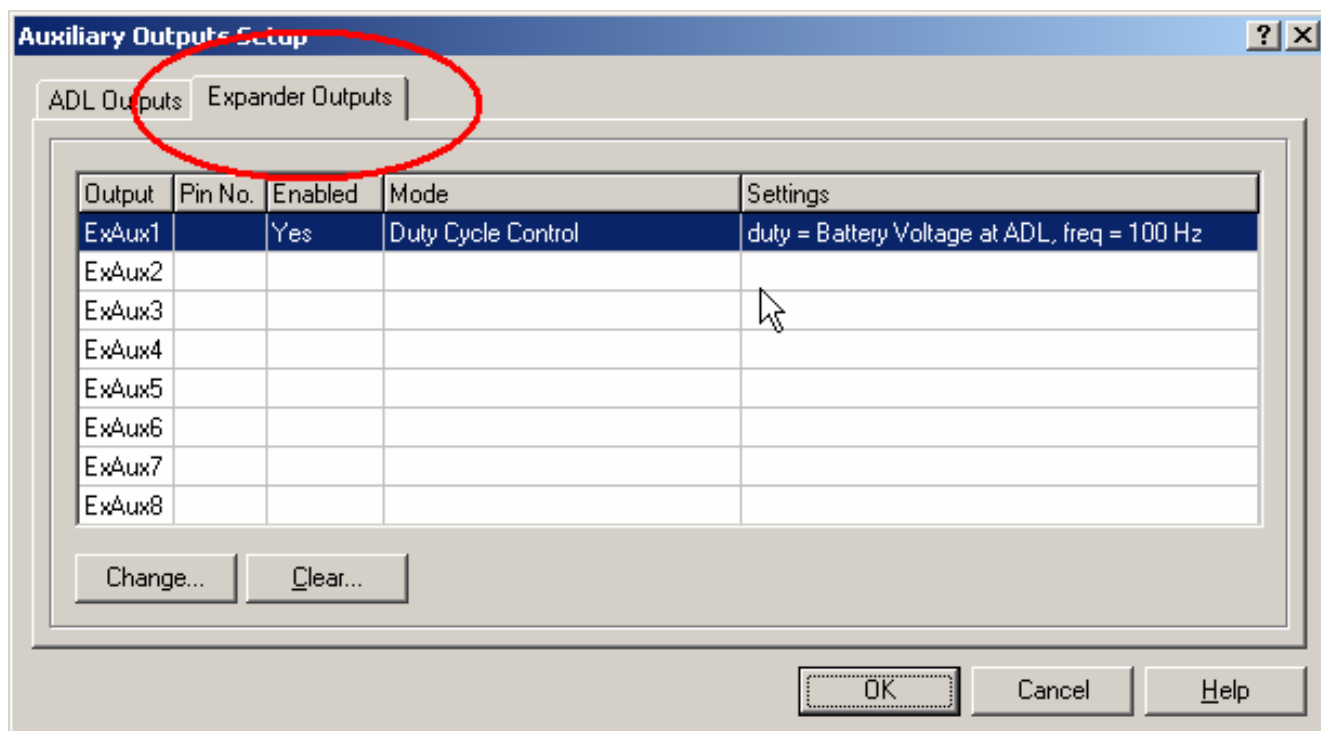 Auxiliary Outputs Setup
ADL Outputs Expander Outputs
Output Pin No. Enabled Mode Settings
ExAux1 Yes Duty Cycle Control duty = Battery Voltage at ADL, freq = 100 Hz
ExAux2
ExAux3
ExAux4
ExAux5
ExAux6
ExAux7
ExAux8
Change... Clear...
OK Cancel Help